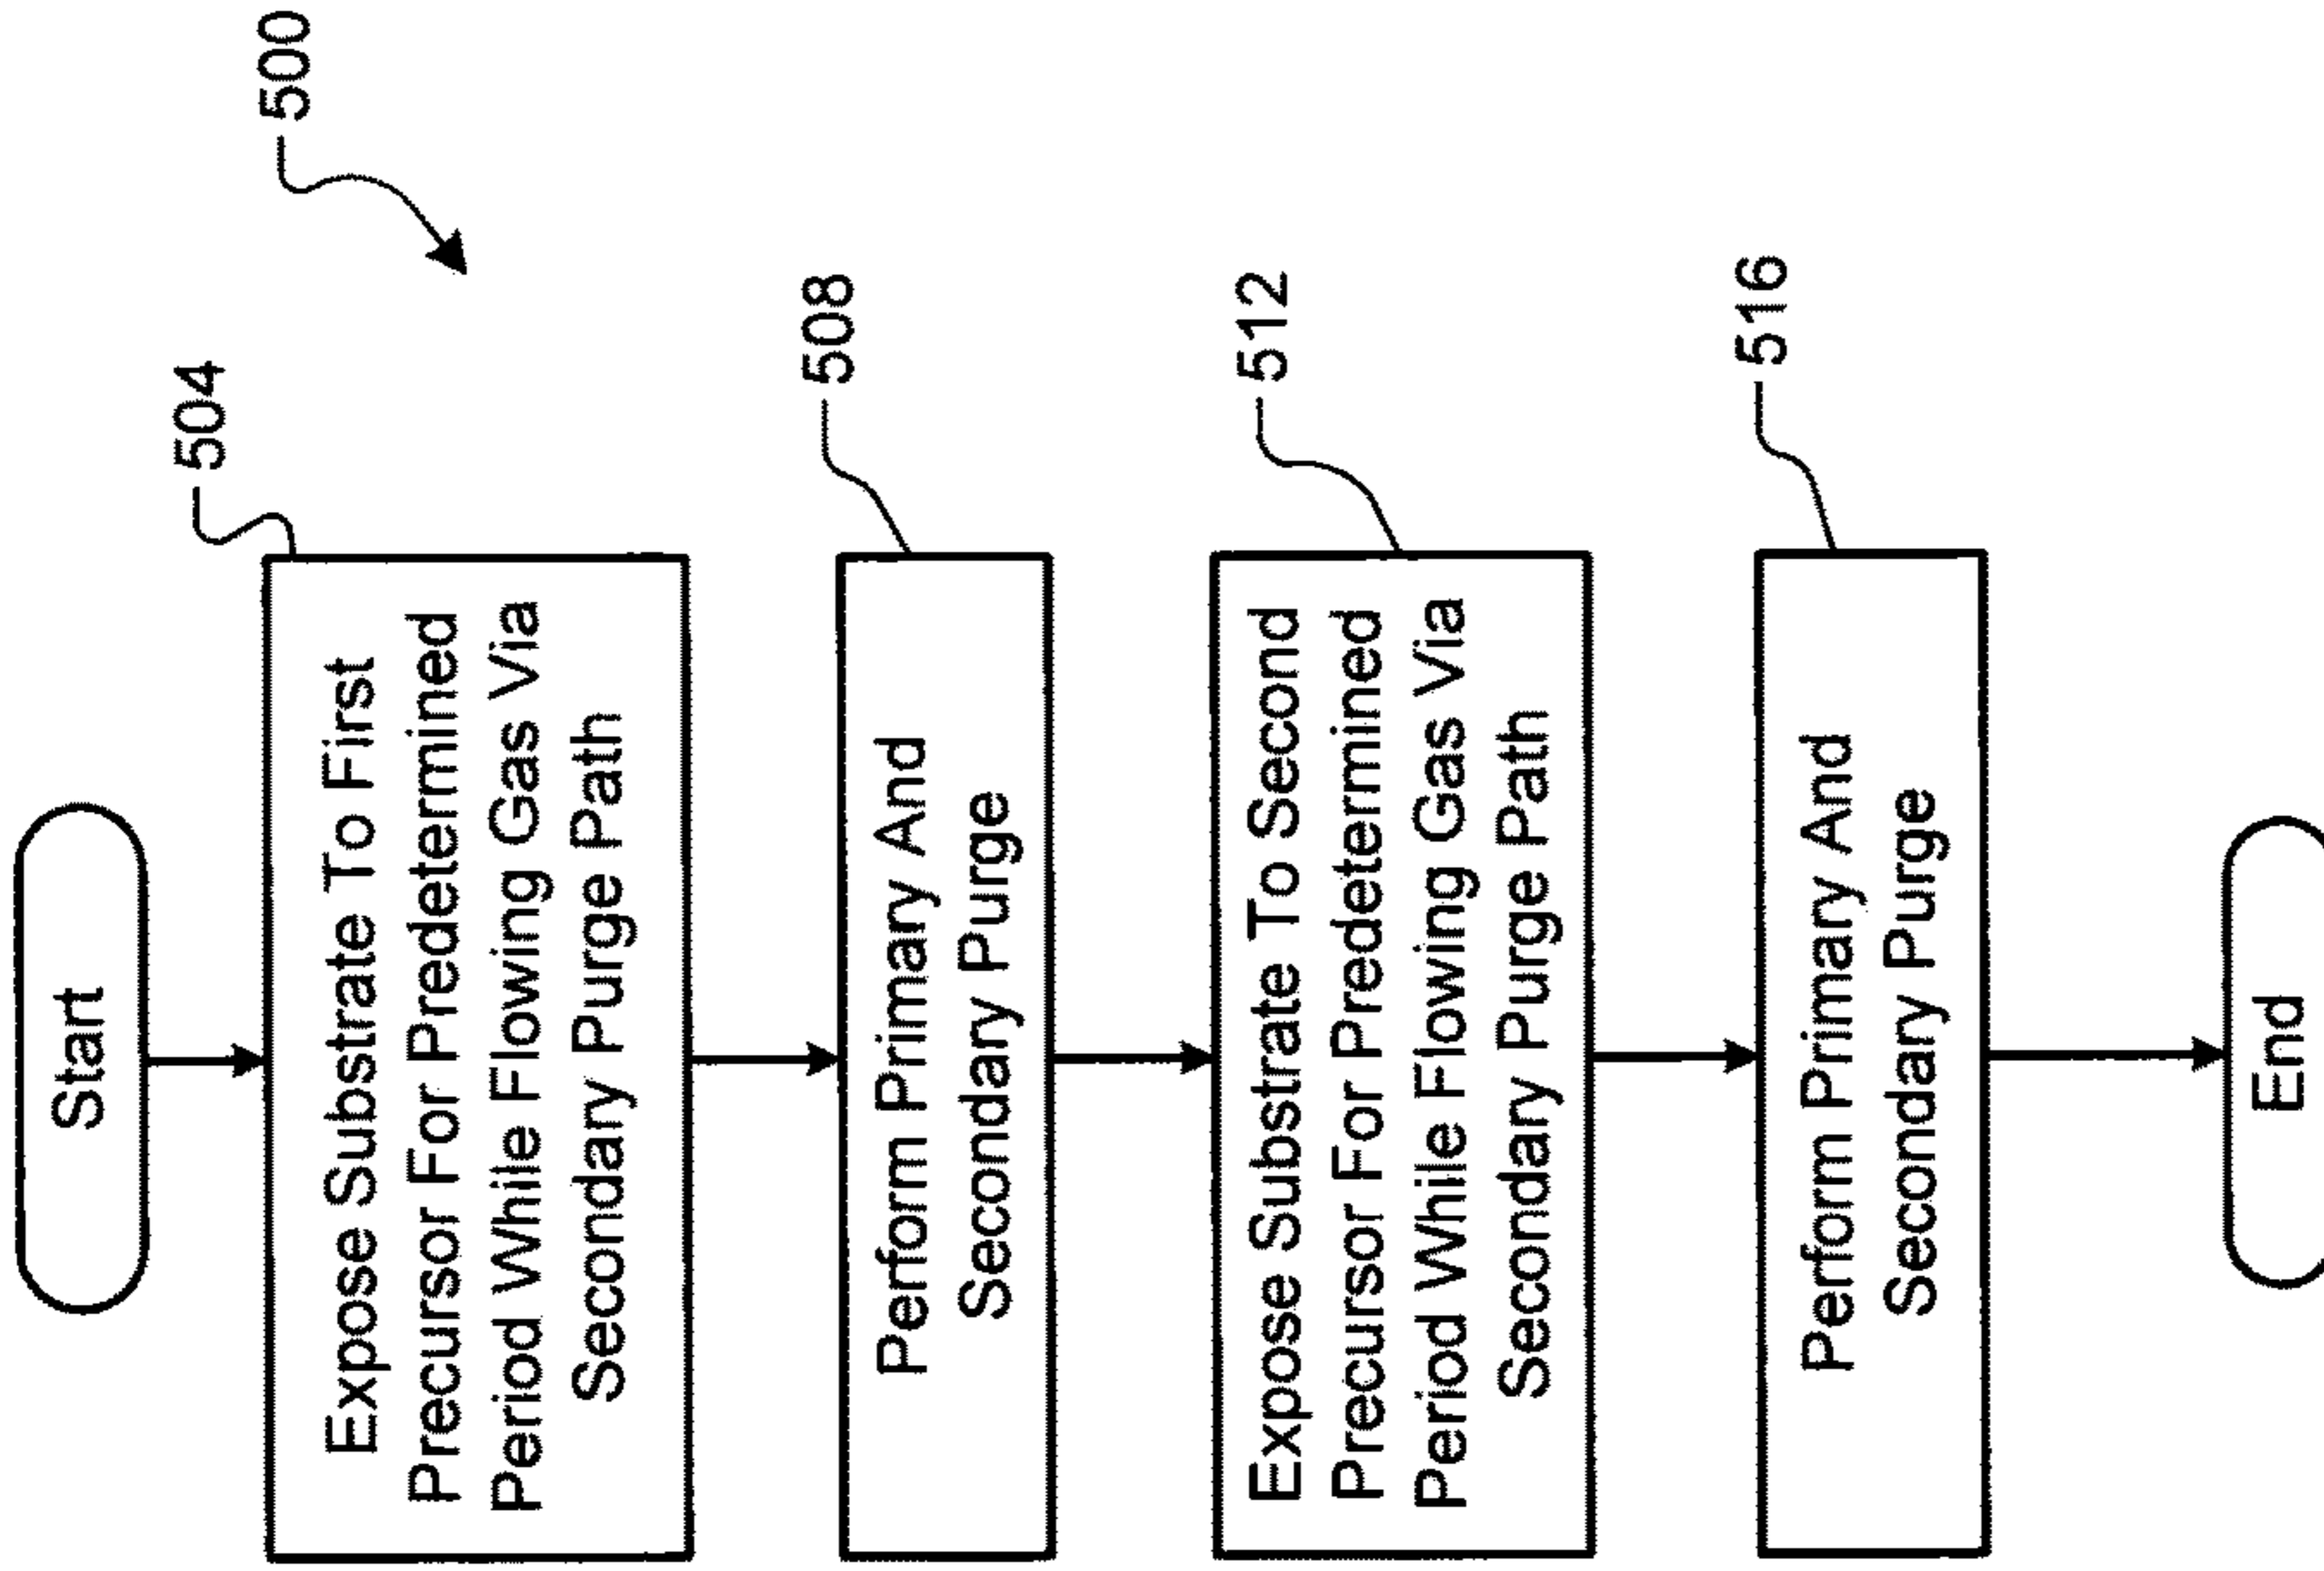 500
Start
504
Expose Substrate To First
Precursor For Predetermined
Period While Flowing Gas Via
Secondary Purge Path
508
Perform Primary And
Secondary Purge
512
Expose Substrate To Second
Precursor For Predetermined
Period While Flowing Gas Via
Secondary Purge Path
516
Perform Primary And
Secondary Purge
End